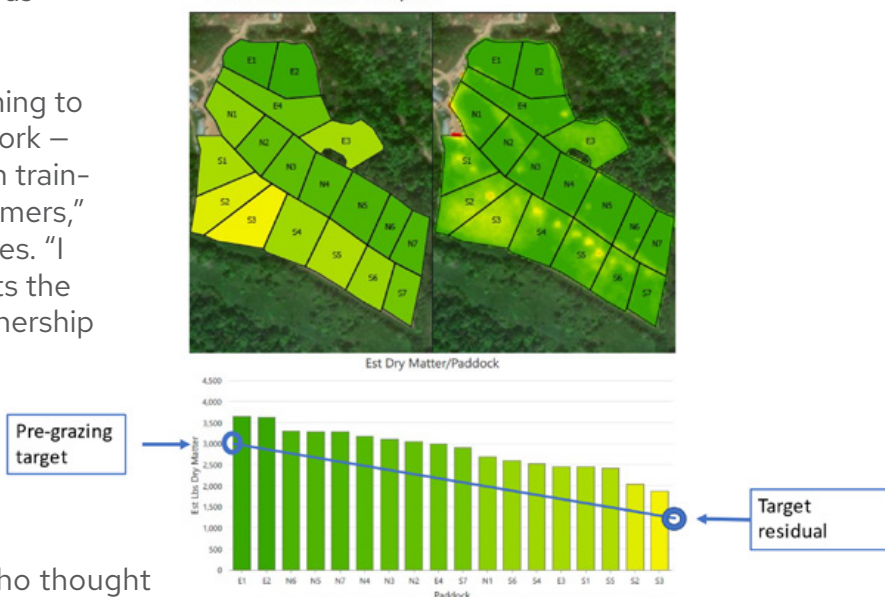 ning to
ork –
n train-
mers,”
es. “I
ts the
nership
ho thought
E1
E2
E4
N1
E3
N2
S1
N3
N4
S2
N5
S3
S4
N6
N7
S5
S6
S7
E1
E2
E4
N1
E3
N2
S1
N3
N4
S2
N5
S3
S4
N6
N7
S5
S6
S7
Est Dry Matter/Paddock
4,500
4,000
3,500
3,000
2,500
2,000
1,500
1,000
500
0
Est Lbs Dry Matter
Pre-grazing
target
Target
residual
E1 E2 N6 N5 N7 N4 N3 N2 E4 S7 N1 S6 S4 E3 S1 S5 S2 S3
Paddock